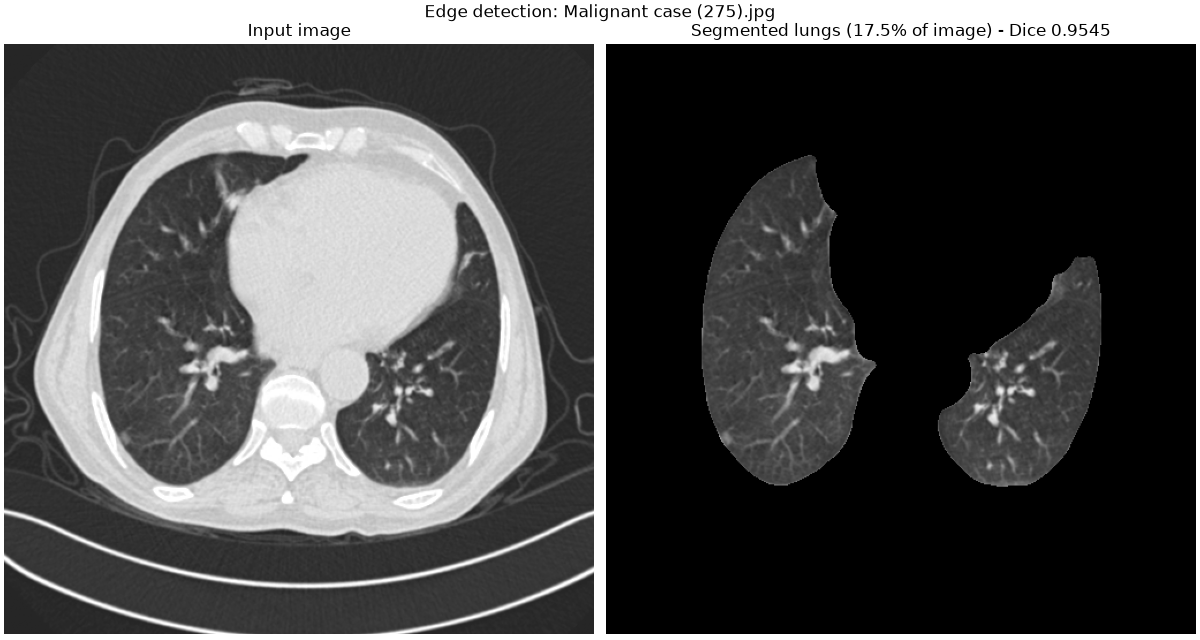 Edge detection: Malignant case (275).jpg
Input image
Segmented lungs (17.5% of image) - Dice 0.9545